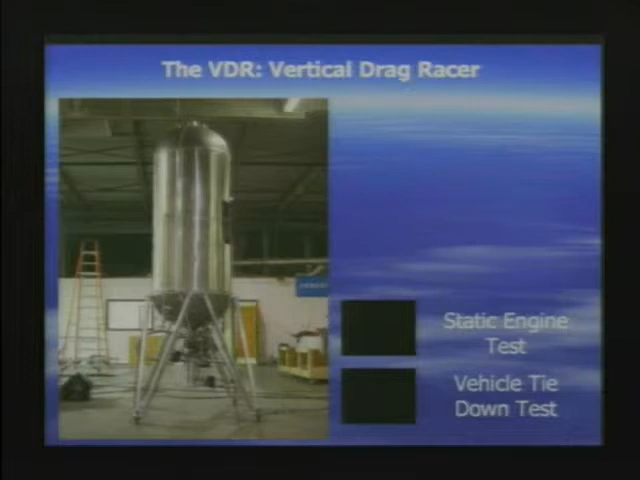 The VDR: Vertical Drag Racer
Static Engine
Test
Vehicle Tie
Down Test